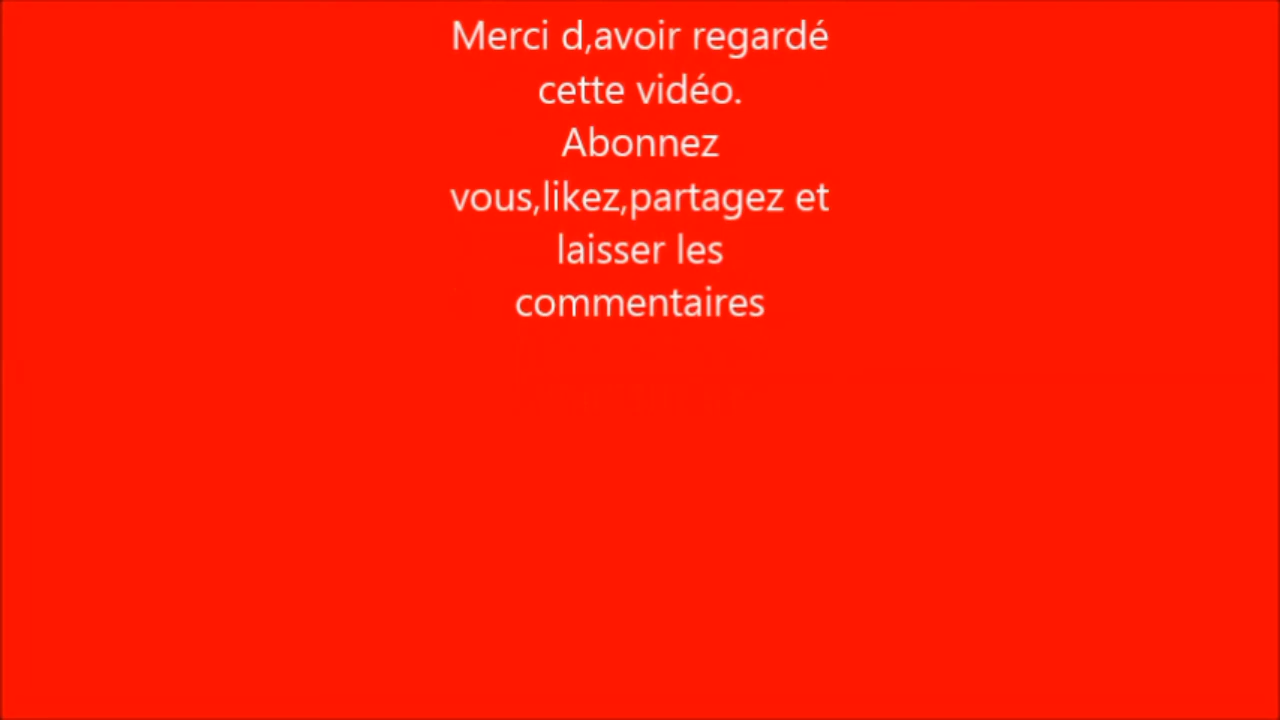 Merci d,avoir regardé
cette vidéo.
Abonnez
vous,likez,partagez et
laisser les
commentaires